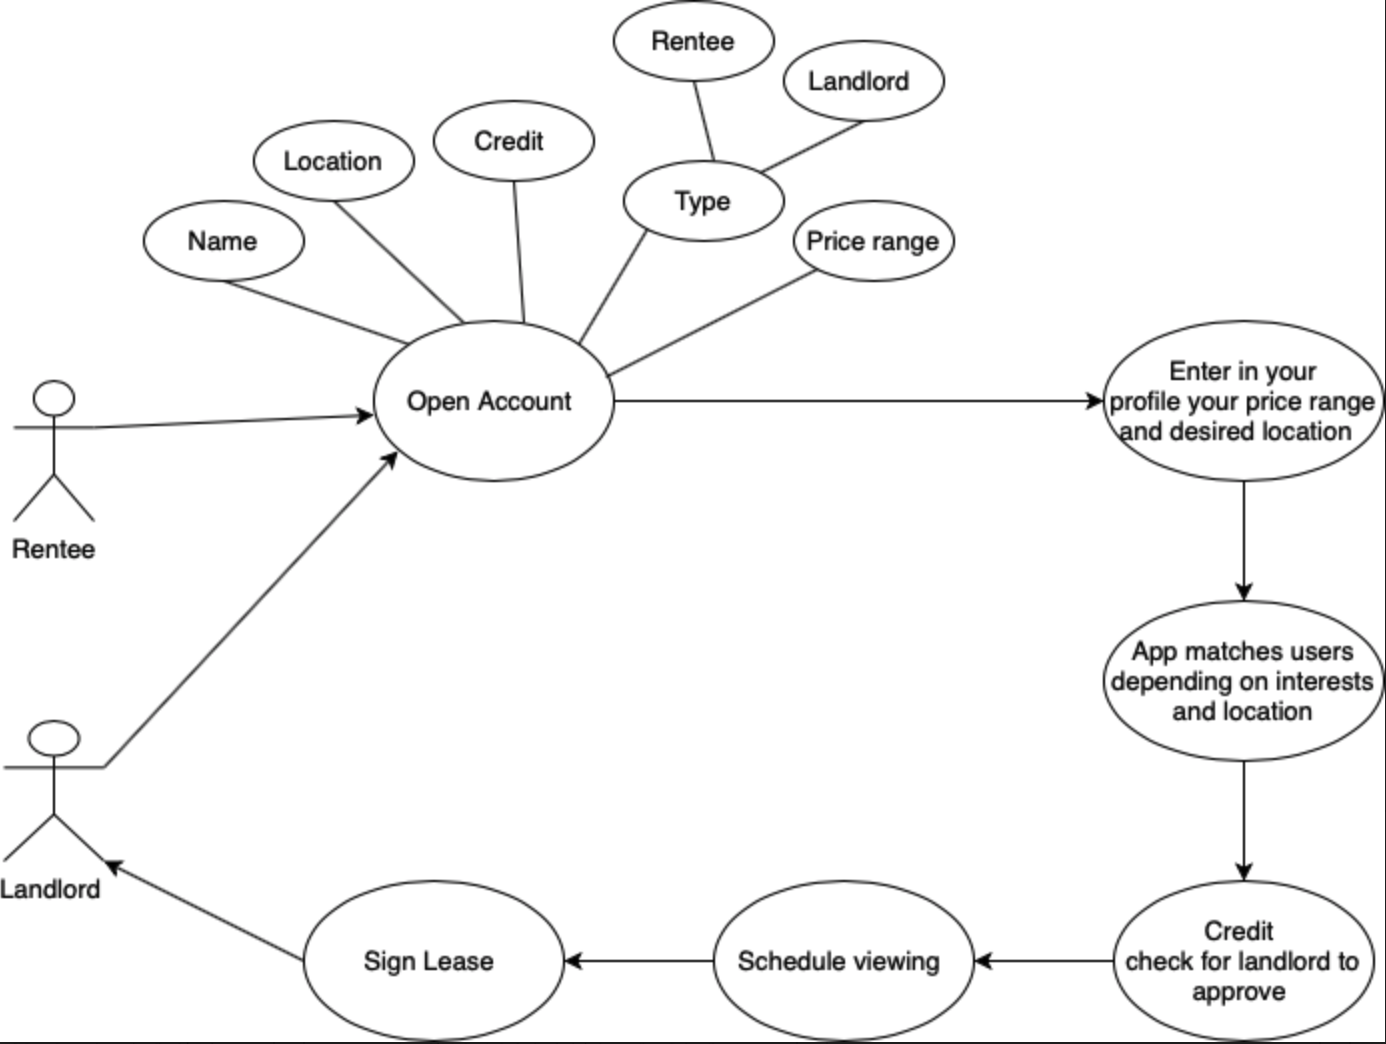 Rentee
Landlord
Credit
Location
Type
Name
Price range
Open Account
Enter in your
profile your price range
and desired location
Rentee
App matches users
depending on interests
and location
Landlord
Sign Lease
Schedule viewing
Credit
check for landlord to
approve